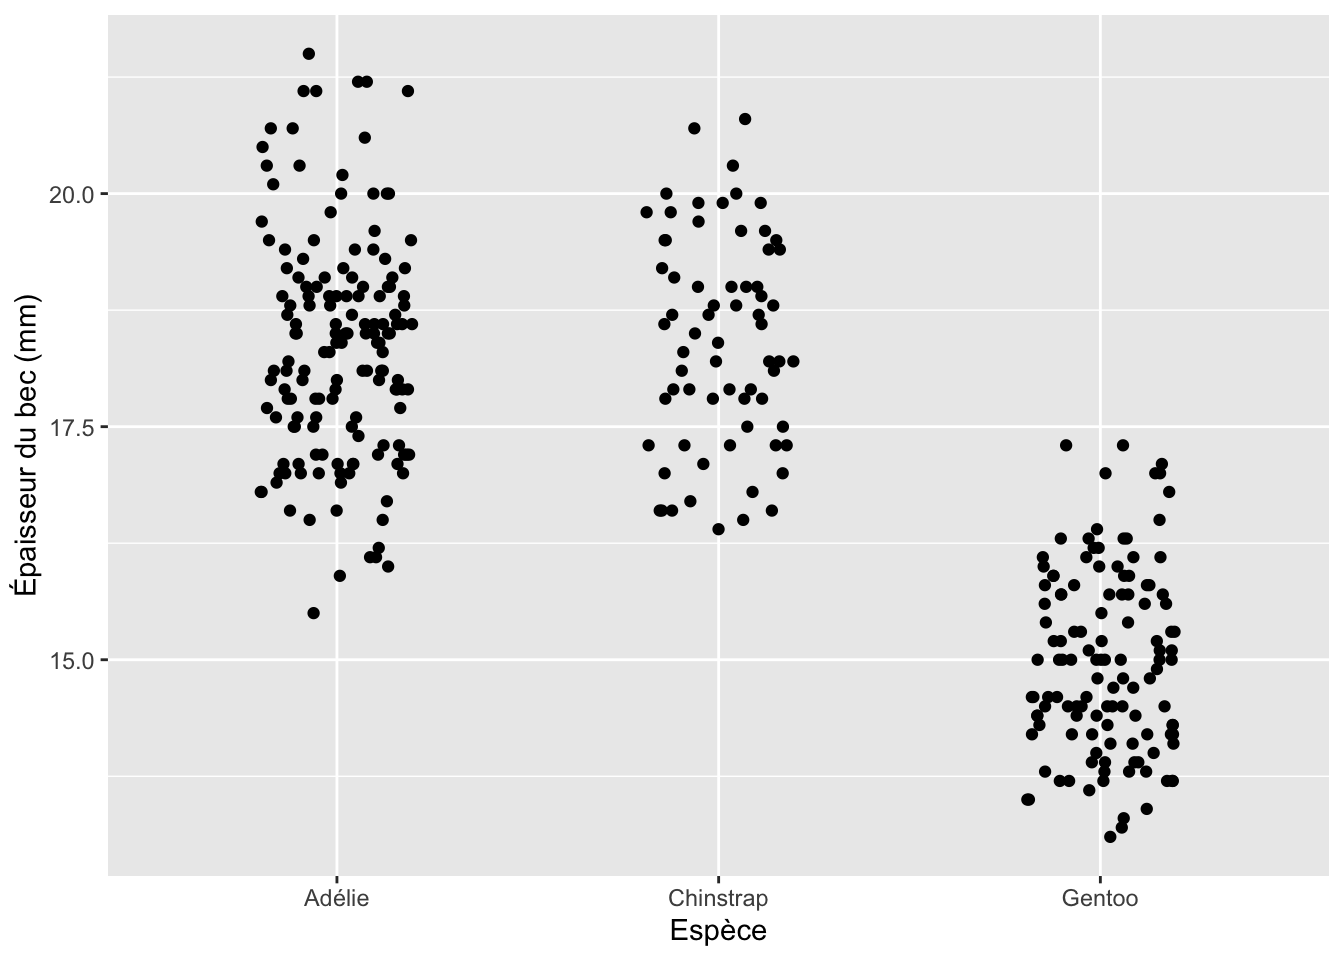 Épaisseur du bec (mm)
20.0
17.5
15.0
Adélie
Chinstrap
Gentoo
Espèce